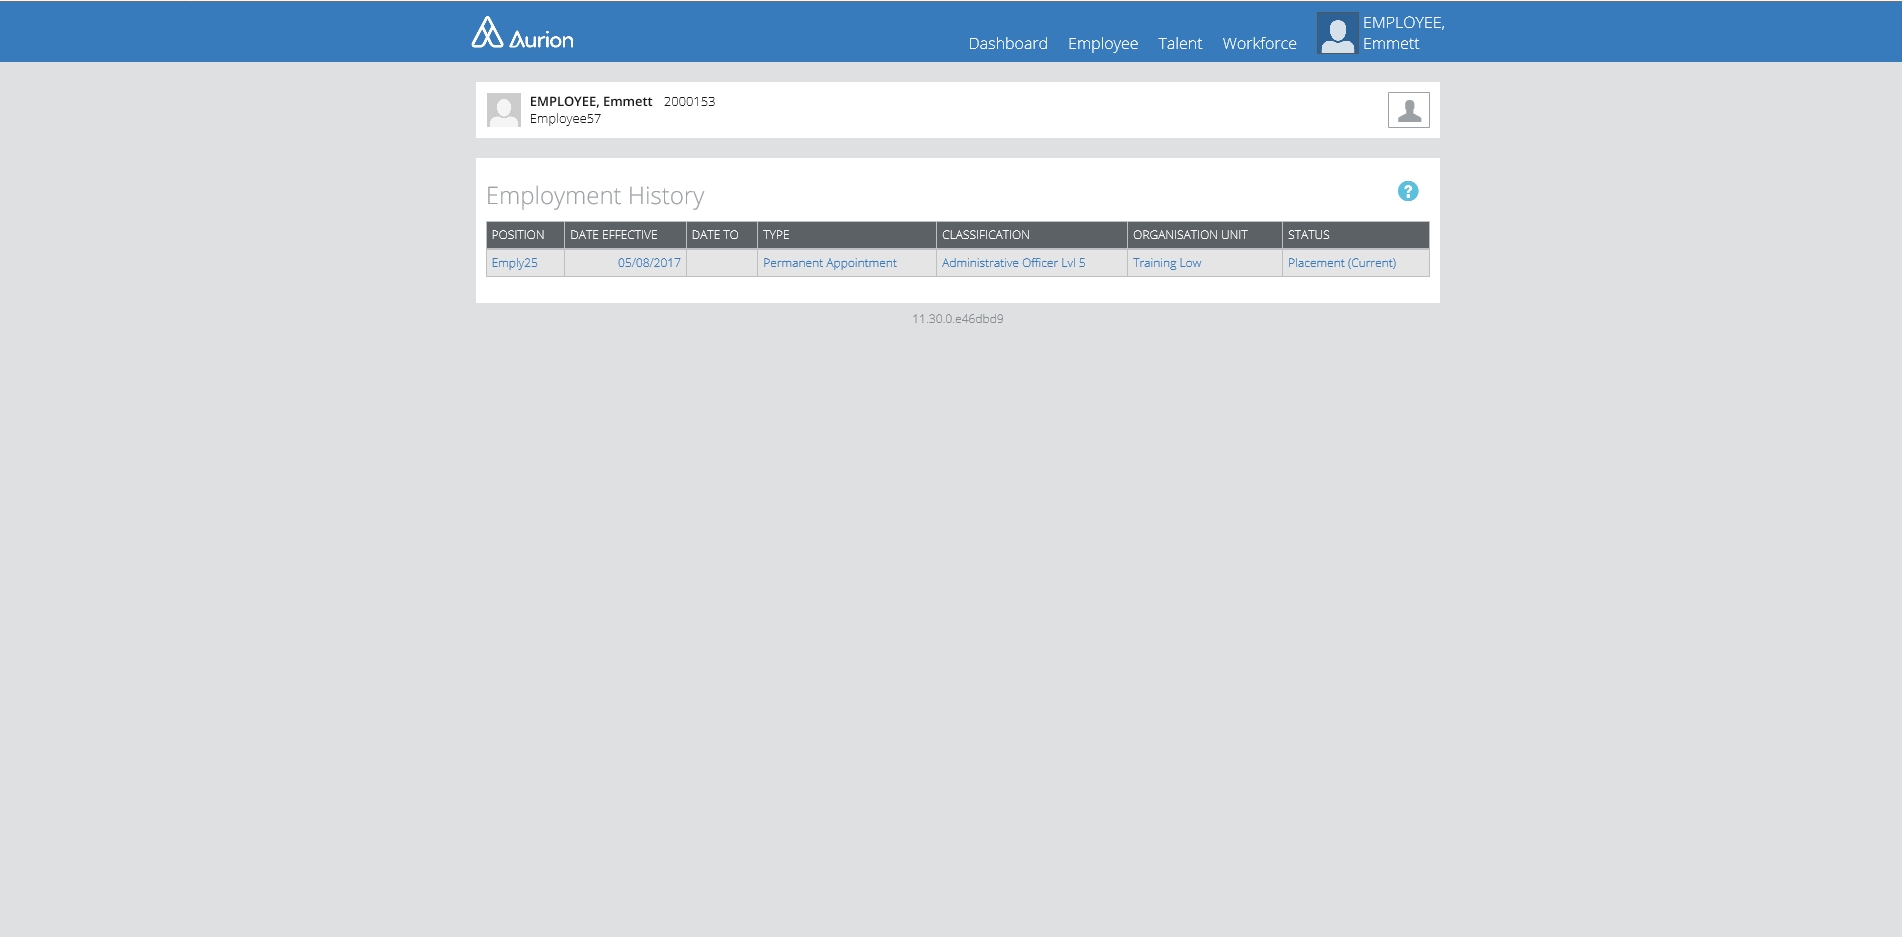 Aurion
Dashboard Employee Talent Workforce EMPLOYEE,
Emmett
EMPLOYEE, Emmett 2000153
Employee57
Employment History ?
POSITION DATE EFFECTIVE DATE TO TYPE CLASSIFICATION ORGANISATION UNIT STATUS
Emply25 05/08/2017 Permanent Appointment Administrative Officer Lvl 5 Training Low Placement (Current)
11.30.0.e46dbd9